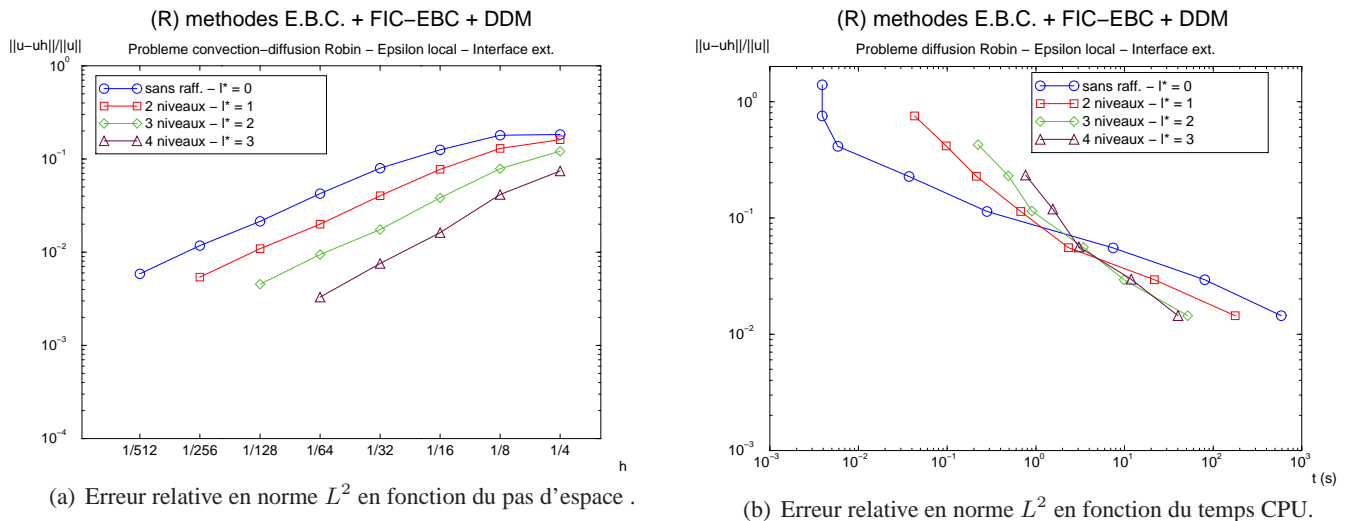 (R) methodes E.B.C. + FIC−EBC + DDM
||u−uh||/||u||
Probleme convection−diffusion Robin − Epsilon local − Interface ext.
10^0
10^−1
10^−2
10^−3
10^−4
sans raff. − l* = 0
2 niveaux − l* = 1
3 niveaux − l* = 2
4 niveaux − l* = 3
1/512 1/256 1/128 1/64 1/32 1/16 1/8 1/4
h
(a) Erreur relative en norme L^2 en fonction du pas d'espace .
(R) methodes E.B.C. + FIC−EBC + DDM
||u−uh||/||u||
Probleme diffusion Robin − Epsilon local − Interface ext.
10^0
10^−1
10^−2
10^−3
sans raff. − l* = 0
2 niveaux − l* = 1
3 niveaux − l* = 2
4 niveaux − l* = 3
10^−3 10^−2 10^−1 10^0 10^1 10^2 10^3
t (s)
(b) Erreur relative en norme L^2 en fonction du temps CPU.